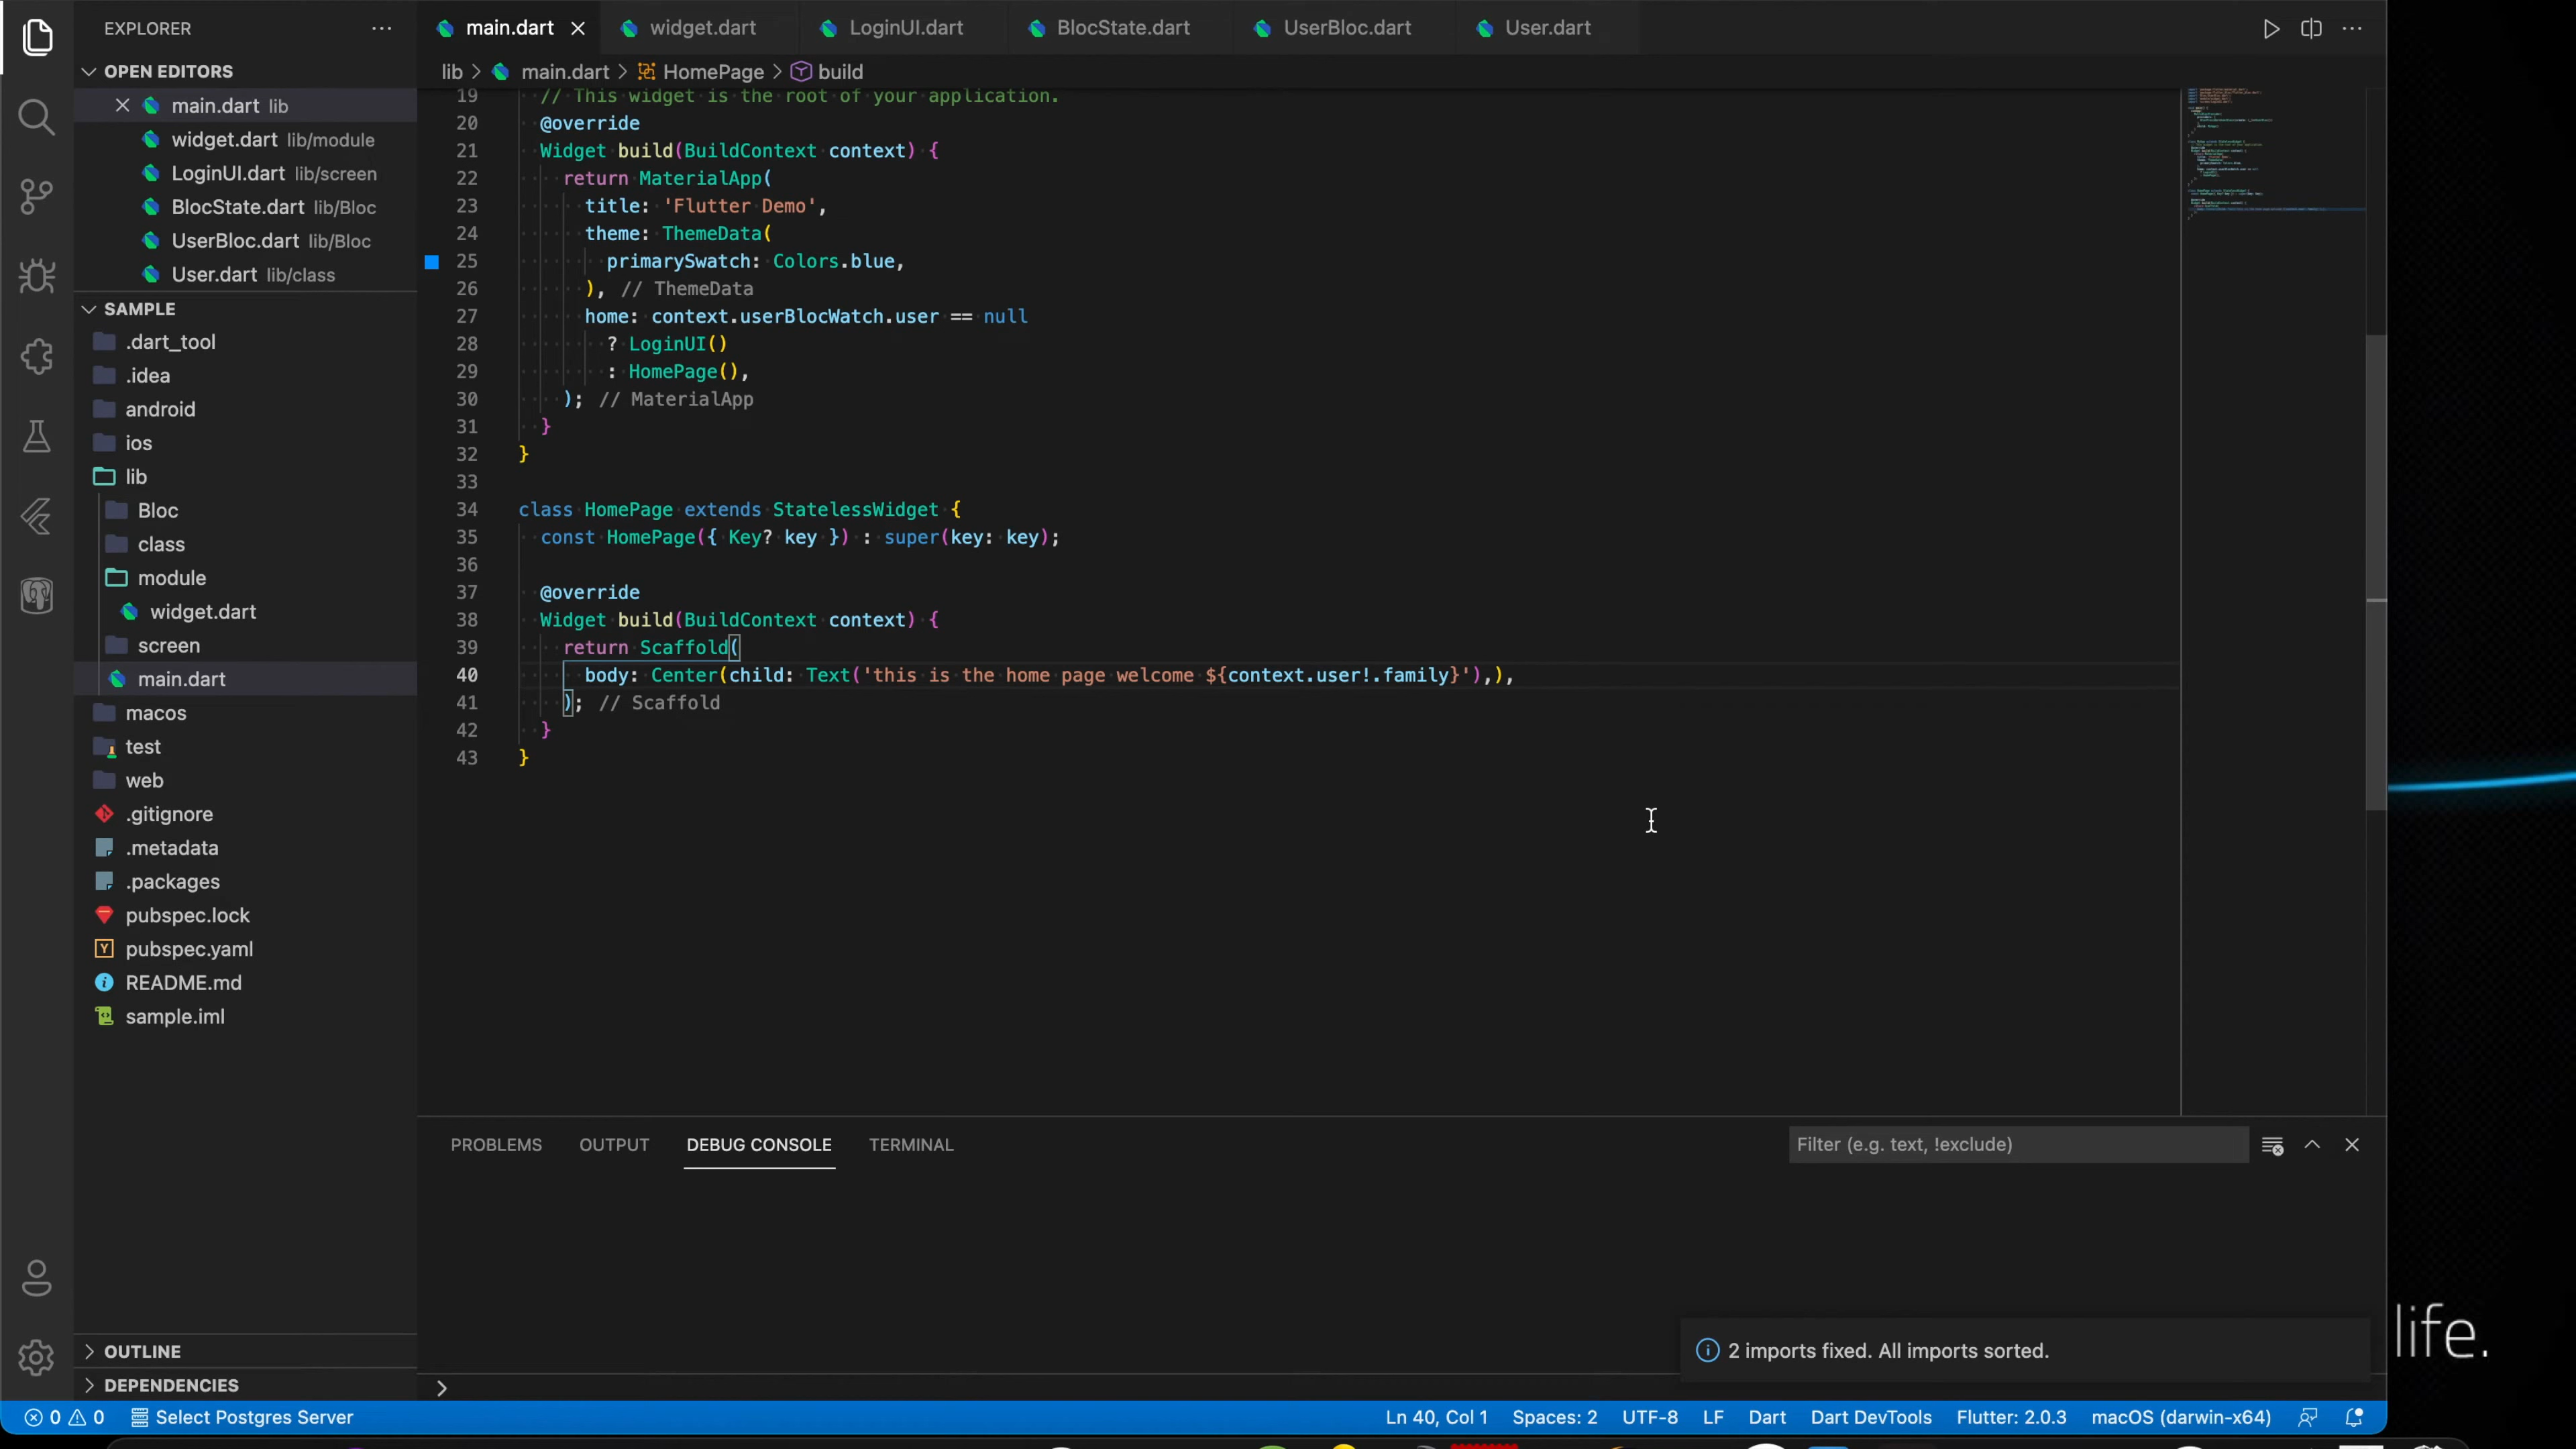 EXPLORER
main.dart
widget.dart
LoginUI.dart
BlocState.dart
UserBloc.dart
User.dart
OPEN EDITORS
main.dart lib
widget.dart lib/module
LoginUI.dart lib/screen
BlocState.dart lib/Bloc
UserBloc.dart lib/Bloc
User.dart lib/class
SAMPLE
.dart_tool
.idea
android
ios
lib
Bloc
class
module
widget.dart
screen
main.dart
macos
test
web
.gitignore
.metadata
.packages
pubspec.lock
pubspec.yaml
README.md
sample.iml
OUTLINE
DEPENDENCIES
lib > main.dart > HomePage > build
19 // This widget is the root of your application.
20 @override
21 Widget build(BuildContext context) {
22 return MaterialApp(
23 title: 'Flutter Demo',
24 theme: ThemeData(
25 primarySwatch: Colors.blue,
26 ), // ThemeData
27 home: context.userBlocWatch.user == null
28 ? LoginUI()
29 : HomePage(),
30 ); // MaterialApp
31 }
32 }
33
34 class HomePage extends StatelessWidget {
35 const HomePage({ Key? key }) : super(key: key);
36
37 @override
38 Widget build(BuildContext context) {
39 return Scaffold(
40 body: Center(child: Text('this is the home page welcome ${context.user!.family}'),),
41 ); // Scaffold
42 }
43 }
PROBLEMS OUTPUT DEBUG CONSOLE TERMINAL
Filter (e.g. text, !exclude)
2 imports fixed. All imports sorted.
life.
0 0 Select Postgres Server
Ln 40, Col 1 Spaces: 2 UTF-8 LF Dart Dart DevTools Flutter: 2.0.3 macOS (darwin-x64)